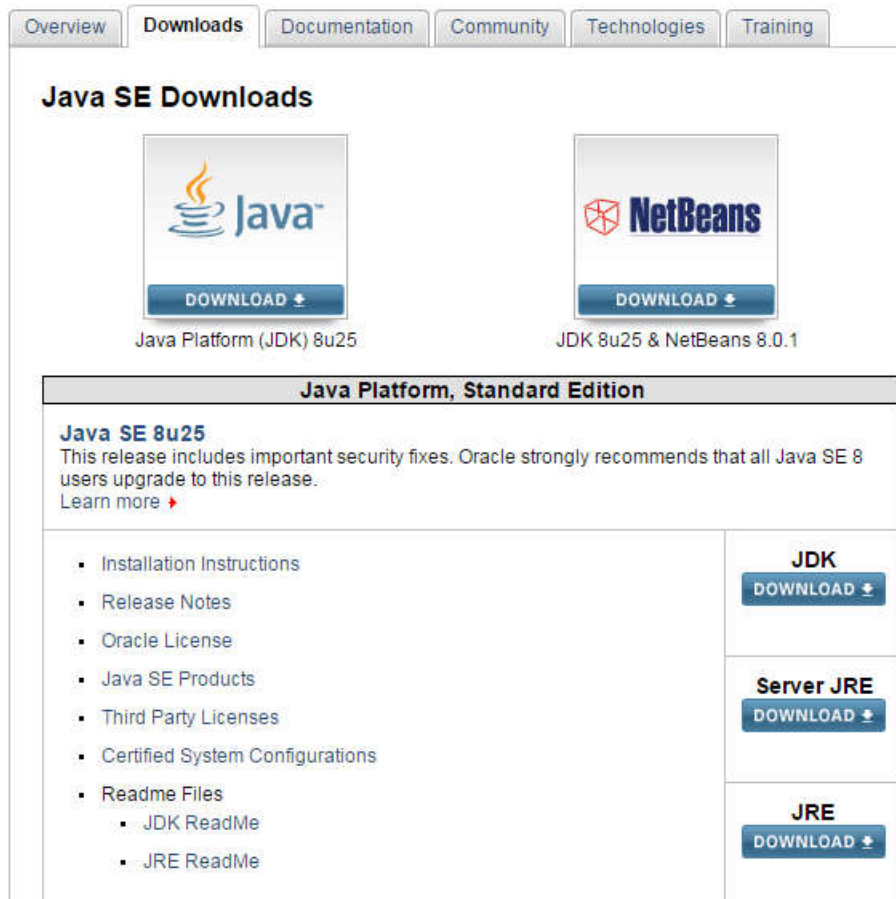 Overview Downloads Documentation Community Technologies Training
Java SE Downloads
Java™ NetBeans
DOWNLOAD DOWNLOAD
Java Platform (JDK) 8u25 JDK 8u25 & NetBeans 8.0.1
Java Platform, Standard Edition
Java SE 8u25
This release includes important security fixes. Oracle strongly recommends that all Java SE 8
users upgrade to this release.
Learn more
Installation Instructions
Release Notes
Oracle License
Java SE Products
Third Party Licenses
Certified System Configurations
Readme Files
JDK ReadMe
JRE ReadMe
JDK
DOWNLOAD
Server JRE
DOWNLOAD
JRE
DOWNLOAD